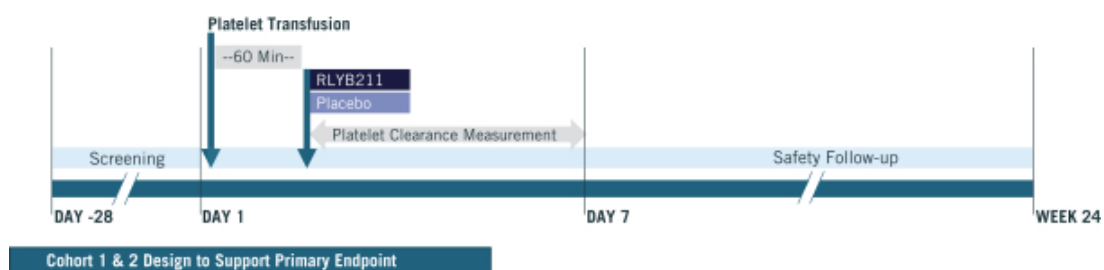 Platelet Transfusion
--60 Min--
RLYB211
Placebo
Platelet Clearance Measurement
Screening
Safety Follow-up
DAY -28
DAY 1
DAY 7
WEEK 24
Cohort 1 & 2 Design to Support Primary Endpoint